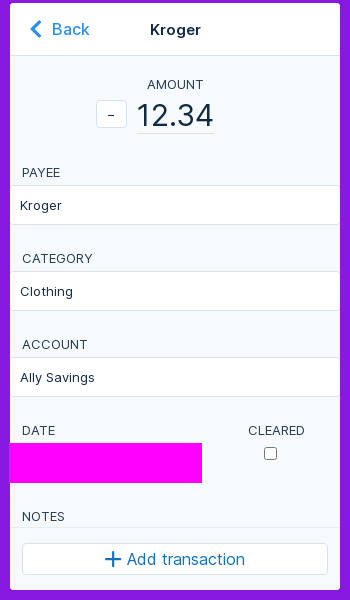 Back
Kroger
AMOUNT
-
12.34
PAYEE
Kroger
CATEGORY
Clothing
ACCOUNT
Ally Savings
DATE
CLEARED
NOTES
Add transaction